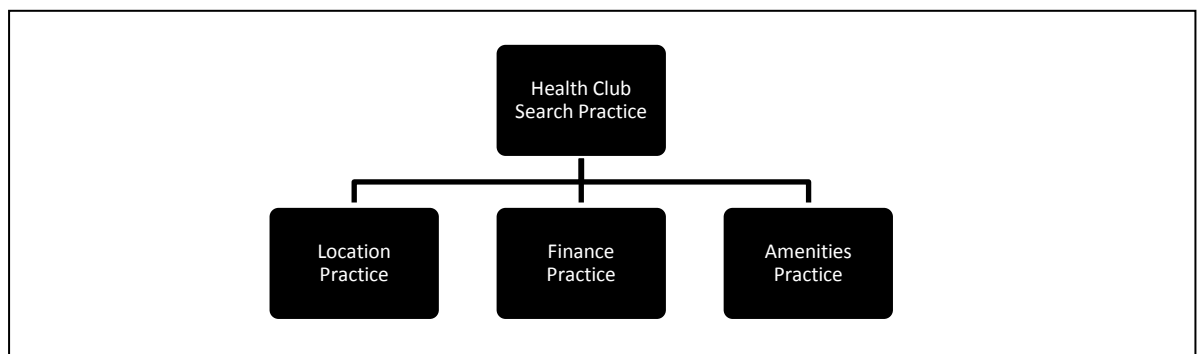 Health Club
Search Practice
Location
Practice
Finance
Practice
Amenities
Practice